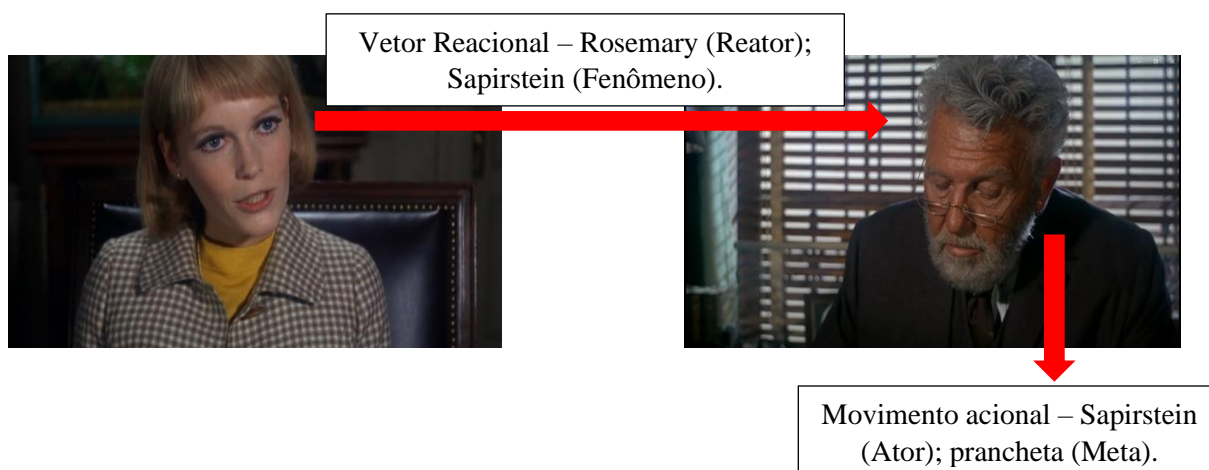 Vetor Reacional – Rosemary (Reator);
Sapirstein (Fenômeno).
Movimento acional – Sapirstein
(Ator); prancheta (Meta).